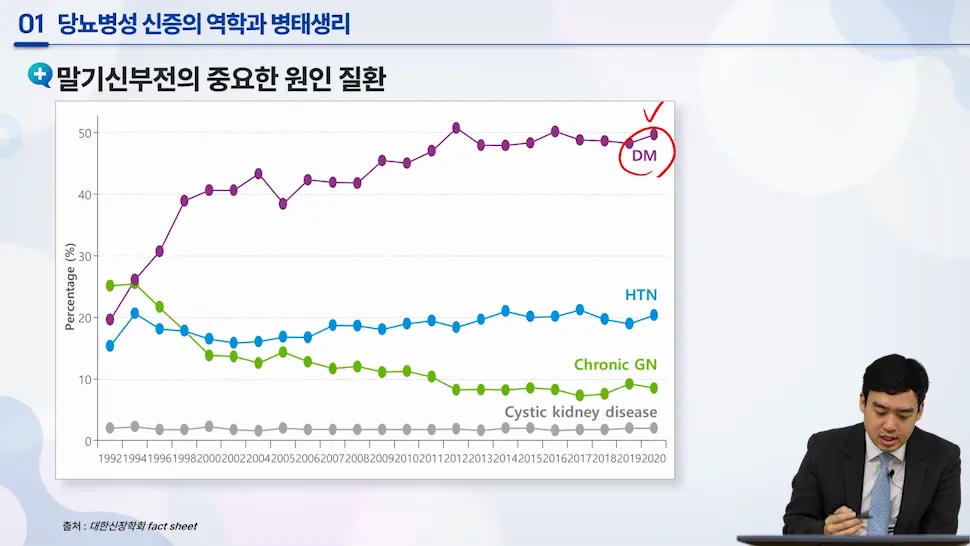 01 당뇨병성 신증의 역학과 병태생리
말기신부전의 중요한 원인 질환
Percentage (%)
50
40
30
20
10
0
DM
HTN
Chronic GN
Cystic kidney disease
1992 1994 1996 1998 2000 2002 2004 2005 2006 2007 2008 2009 2010 2011 2012 2013 2014 2015 2016 2017 2018 2019 2020
출처 : 대한신장학회 fact sheet